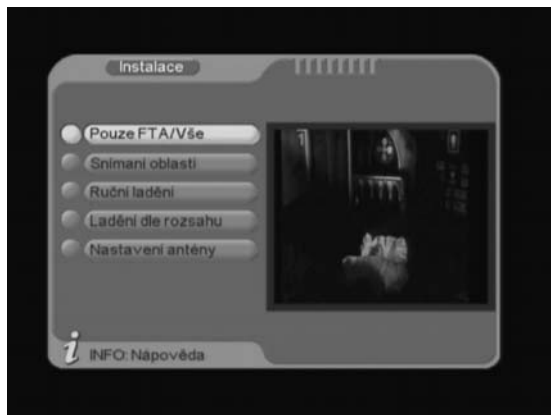 Instalace
Pouze FTA/Vše
Snímaní oblasti
Ruční ladění
Ladění dle rozsahu
Nastavení antény
i INFO: Nápověda